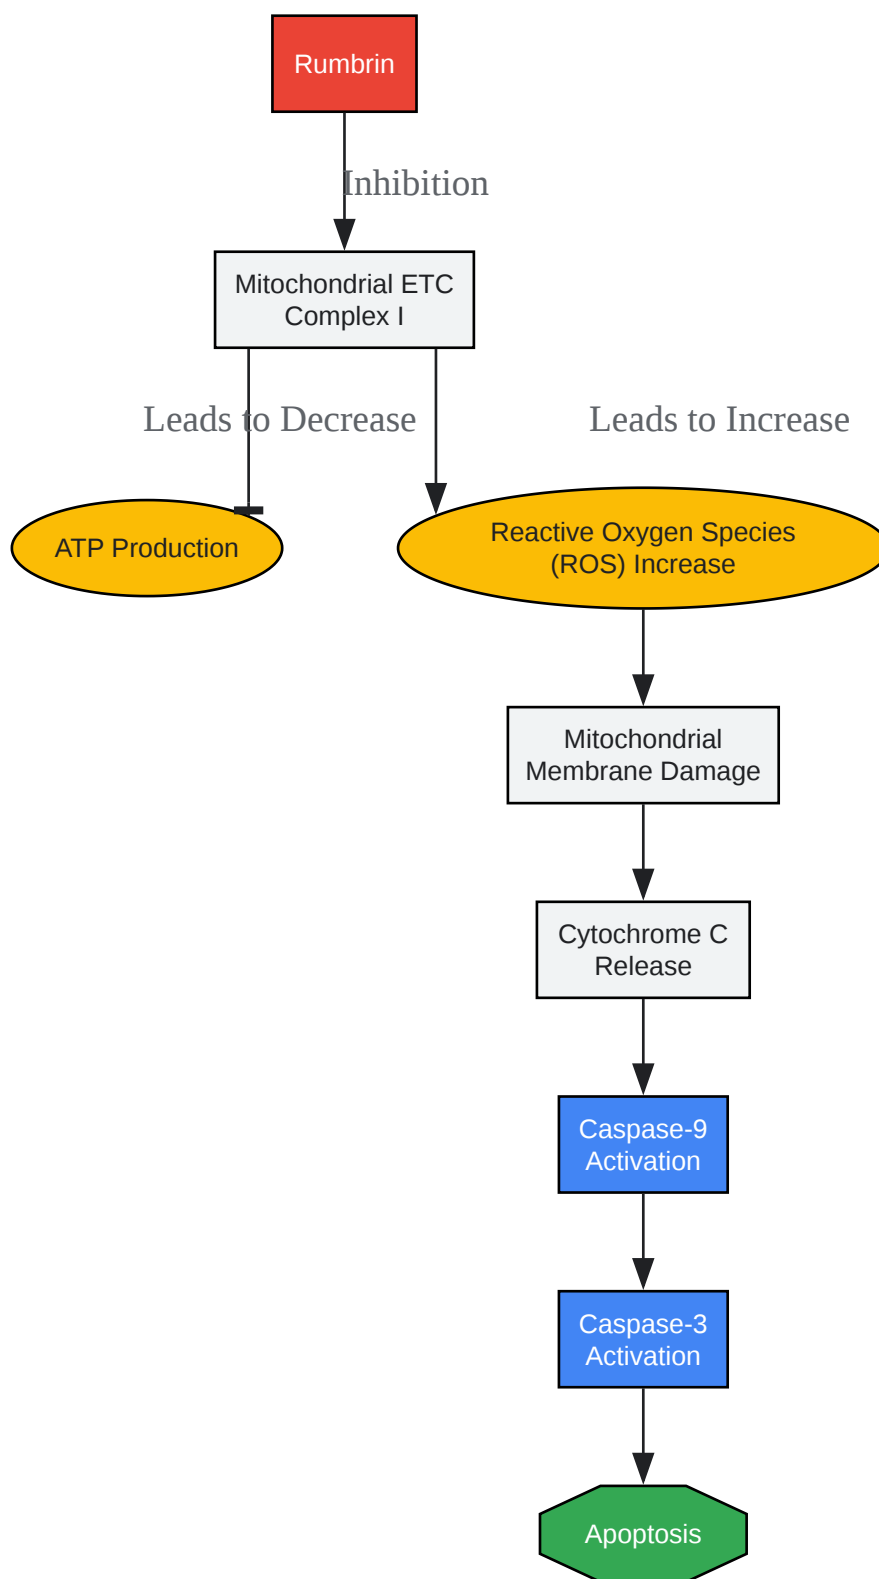 Rumbrin
Inhibition
Mitochondrial ETC
Complex I
Leads to Decrease
Leads to Increase
ATP Production
Reactive Oxygen Species
(ROS) Increase
Mitochondrial
Membrane Damage
Cytochrome C
Release
Caspase-9
Activation
Caspase-3
Activation
Apoptosis